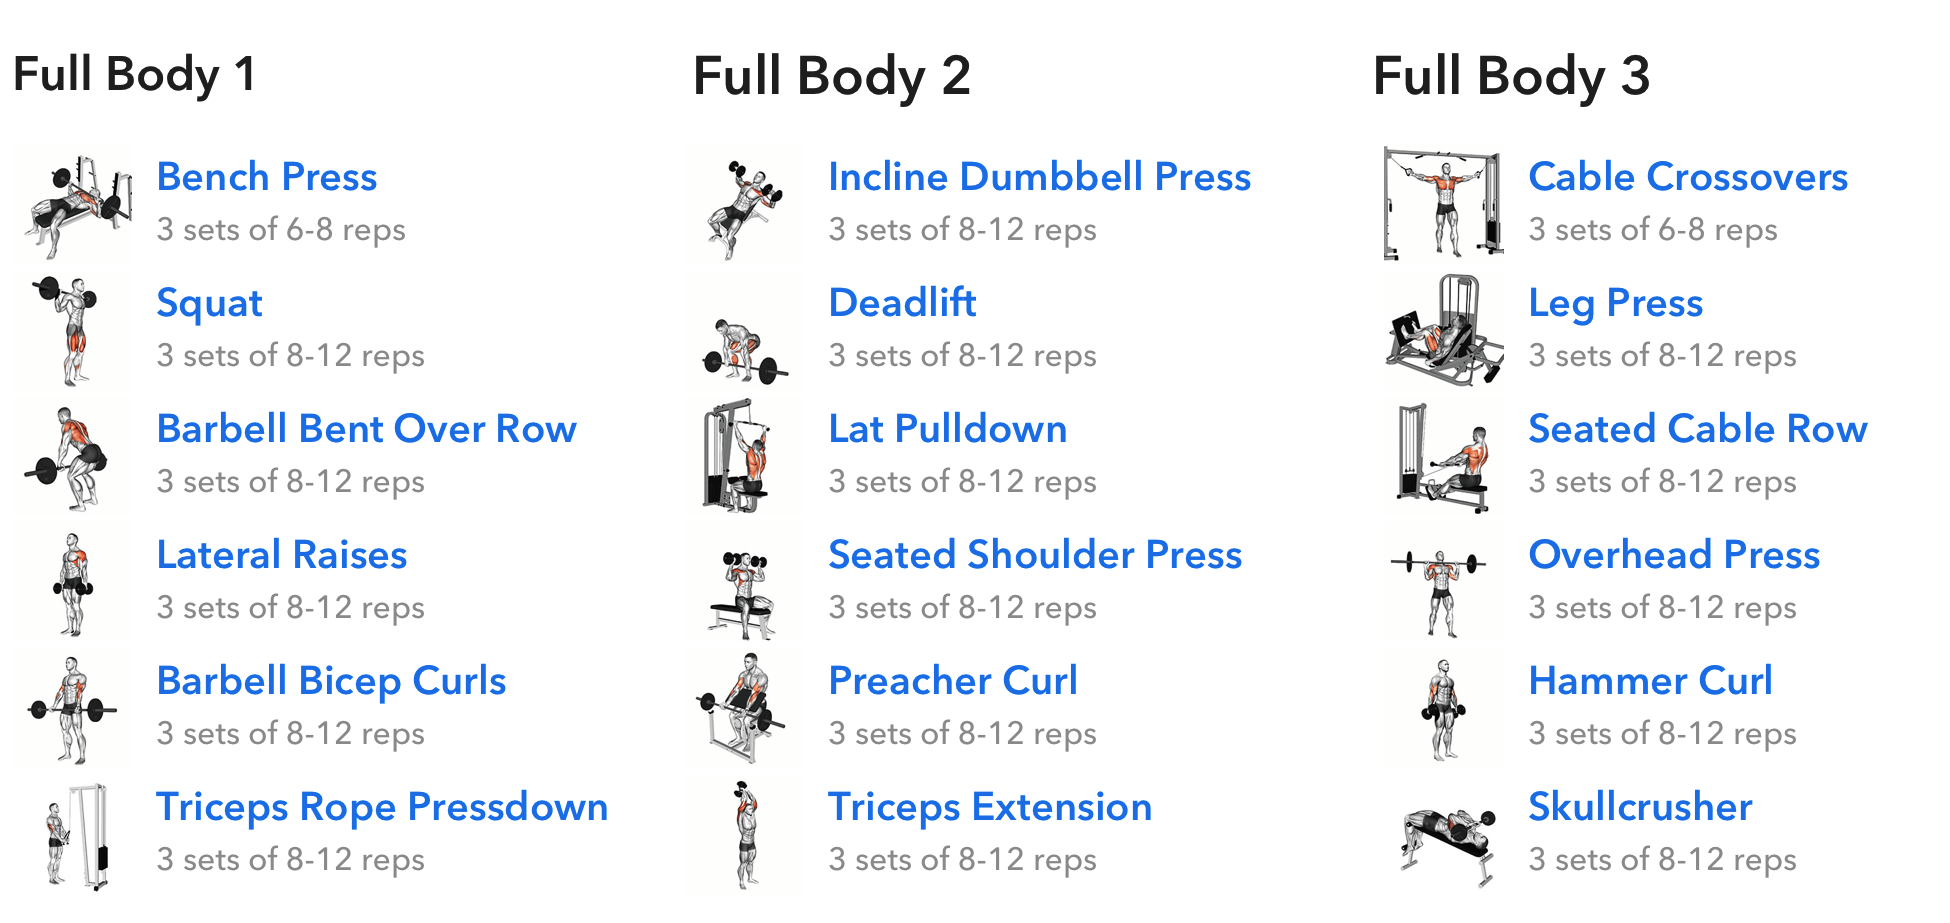 Full Body 1
Bench Press
3 sets of 6-8 reps
Squat
3 sets of 8-12 reps
Barbell Bent Over Row
3 sets of 8-12 reps
Lateral Raises
3 sets of 8-12 reps
Barbell Bicep Curls
3 sets of 8-12 reps
Triceps Rope Pressdown
3 sets of 8-12 reps
Full Body 2
Incline Dumbbell Press
3 sets of 8-12 reps
Deadlift
3 sets of 8-12 reps
Lat Pulldown
3 sets of 8-12 reps
Seated Shoulder Press
3 sets of 8-12 reps
Preacher Curl
3 sets of 8-12 reps
Triceps Extension
3 sets of 8-12 reps
Full Body 3
Cable Crossovers
3 sets of 6-8 reps
Leg Press
3 sets of 8-12 reps
Seated Cable Row
3 sets of 8-12 reps
Overhead Press
3 sets of 8-12 reps
Hammer Curl
3 sets of 8-12 reps
Skullcrusher
3 sets of 8-12 reps